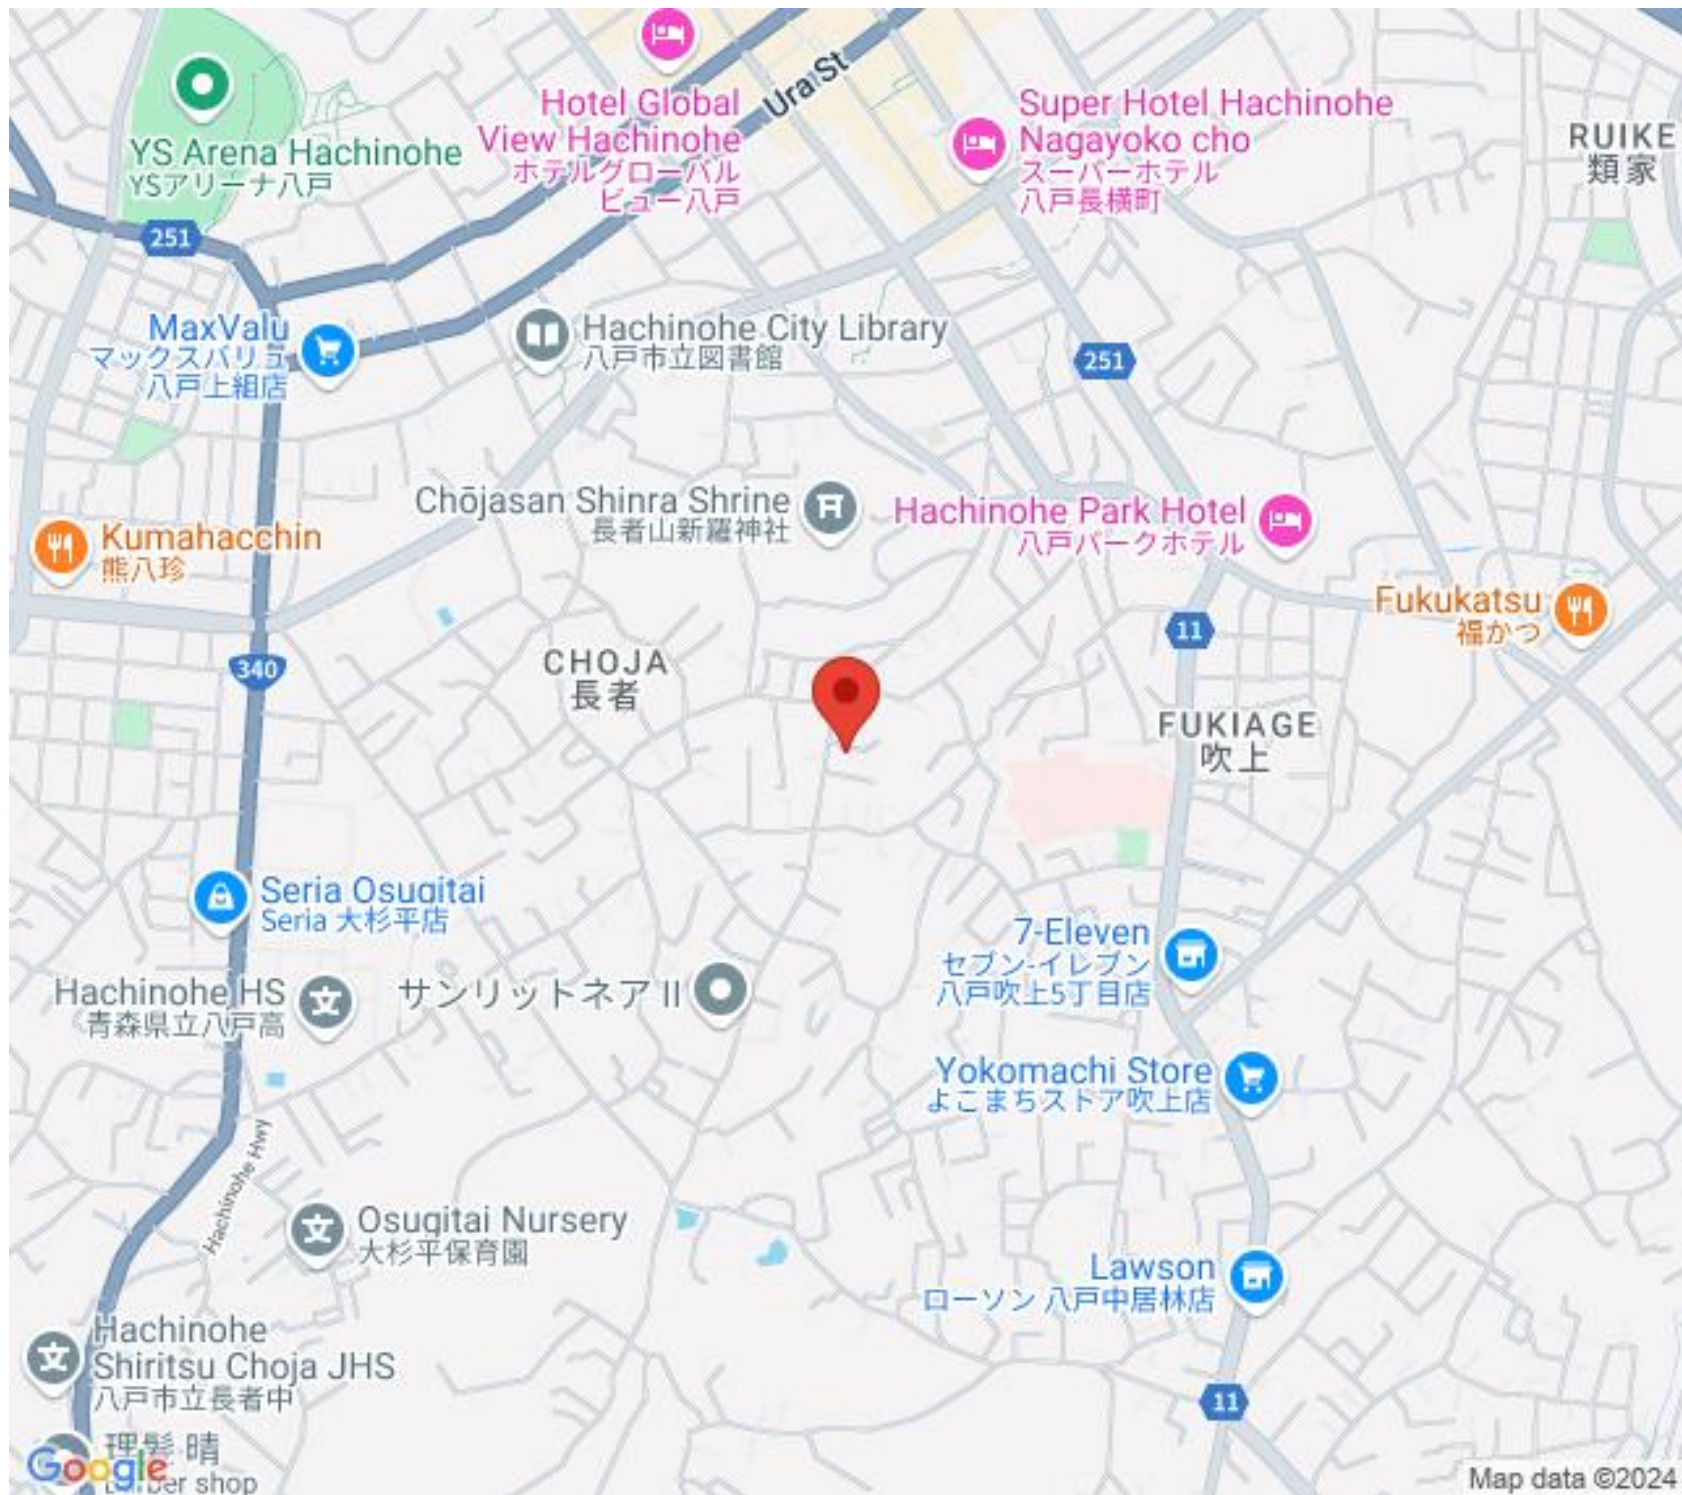 Ura St
Hotel Global
View Hachinohe
ホテルグローバル
ビュー八戸
Super Hotel Hachinohe
Nagayoko cho
スーパーホテル
八戸長横町
RUIKE
類家
YS Arena Hachinohe
YSアリーナ八戸
251
MaxValu
マックスバリュ
八戸上組店
Hachinohe City Library
八戸市立図書館
251
Chōjasan Shinra Shrine
長者山新羅神社
Hachinohe Park Hotel
八戸パークホテル
Kumahacchin
熊八珍
Fukukatsu
福かつ
11
340
CHOJA
長者
FUKIAGE
吹上
Seria Osugitai
Seria 大杉平店
7-Eleven
セブン-イレブン
八戸吹上5丁目店
Hachinohe HS
青森県立八戸高
サンリットネア II
Yokomachi Store
よこまちストア吹上店
Hachinohe Hwy
Osugitai Nursery
大杉平保育園
Lawson
ローソン 八戸中居林店
Hachinohe
Shiritsu Choja JHS
八戸市立長者中
11
理髪 晴
Barber shop
Google
Map data ©2024